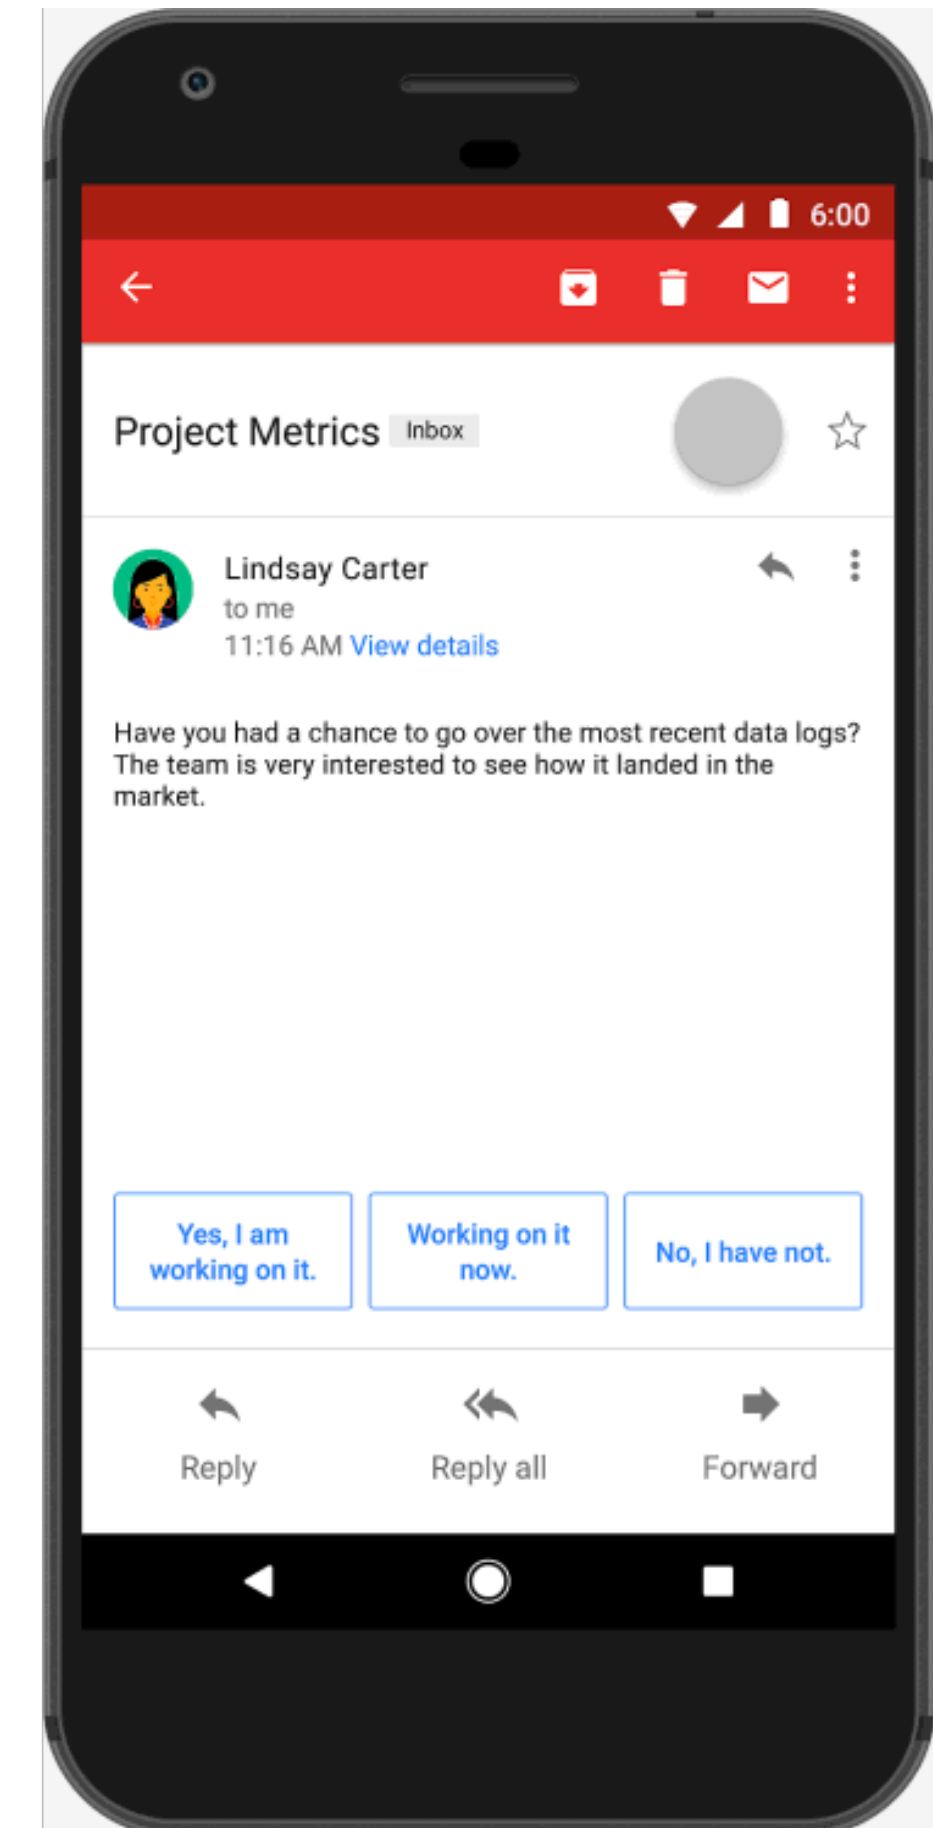 6:00
Project Metrics Inbox
Lindsay Carter
to me
11:16 AM View details
Have you had a chance to go over the most recent data logs?
The team is very interested to see how it landed in the
market.
Yes, I am
working on it.
Working on it
now.
No, I have not.
Reply
Reply all
Forward